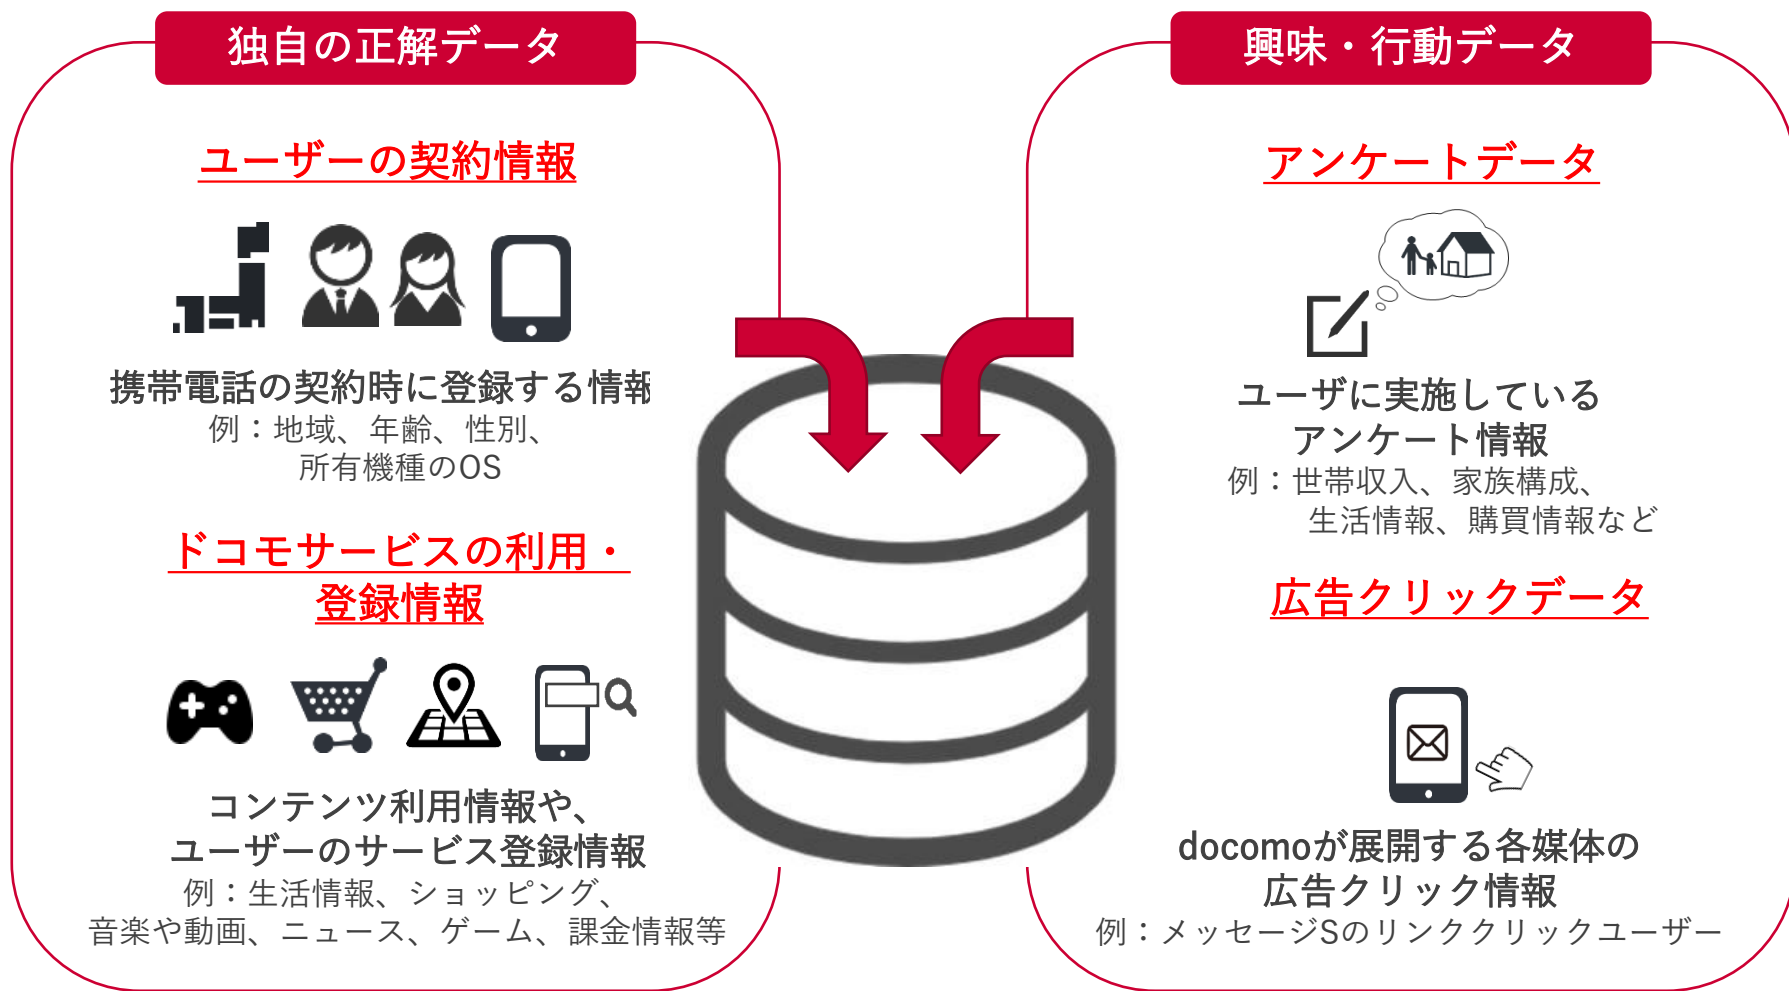 独自の正解データ
ユーザーの契約情報
携帯電話の契約時に登録する情報
例：地域、年齢、性別、
所有機種のOS
ドコモサービスの利用・
登録情報
コンテンツ利用情報や、
ユーザーのサービス登録情報
例：生活情報、ショッピング、
音楽や動画、ニュース、ゲーム、課金情報等
興味・行動データ
アンケートデータ
ユーザに実施している
アンケート情報
例：世帯収入、家族構成、
生活情報、購買情報など
広告クリックデータ
docomoが展開する各媒体の
広告クリック情報
例：メッセージSのリンククリックユーザー